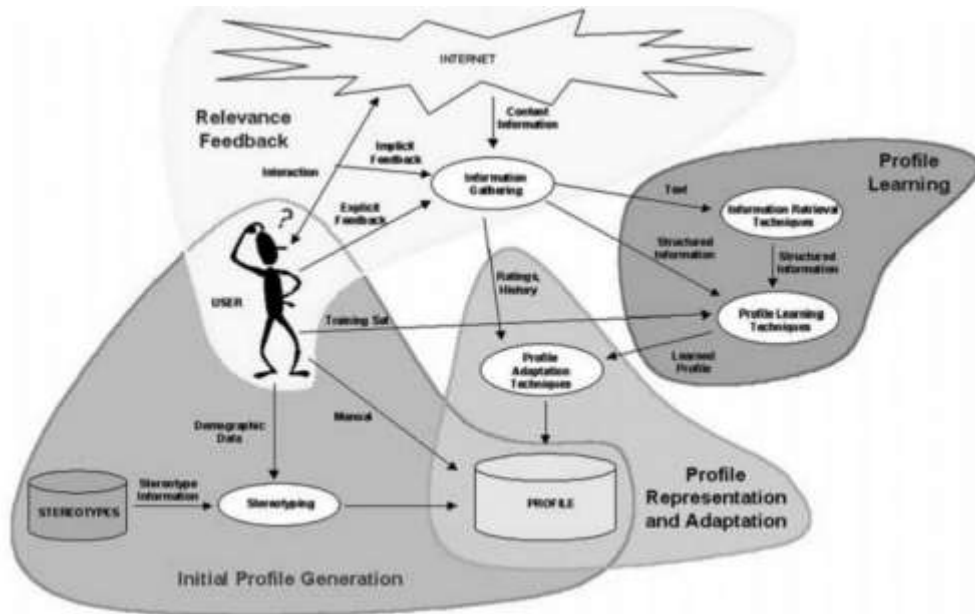 INTERNET
Relevance
Feedback
Content
Information
Implicit
Feedback
Interaction
Information
Gathering
Profile
Learning
Text
Information Retrieval
Techniques
Explicit
Feedback
?
Structured
Information
Structured
Information
USER
Ratings,
History
Training Set
Profile Learning
Techniques
Learned
Profile
Profile
Adaptation
Techniques
Manual
Demographic
Data
Stereotype
Information
STEREOTYPES
Stereotyping
PROFILE
Profile
Representation
and Adaptation
Initial Profile Generation